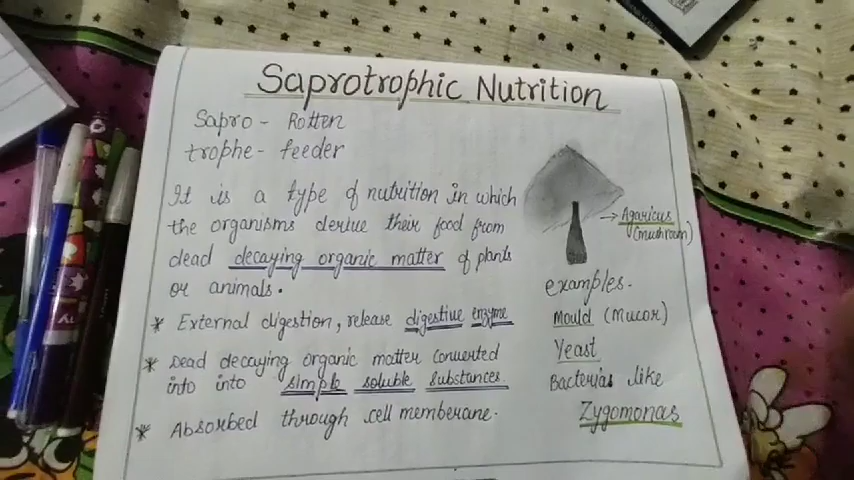 Saprotrophic Nutrition
Sapro - Rotten
trophe - feeder
It is a type of nutrition in which
the organisms derive their food from
dead decaying organic matter of plants
or animals.
* External digestion, release digestive enzyme
* Dead decaying organic matter converted
into into simple soluble substances
* Absorbed through cell memberane.
→ Agaricus
(mushroom)
examples.
Mould (Mucor)
Yeast
Bacterias like
Zygomonas